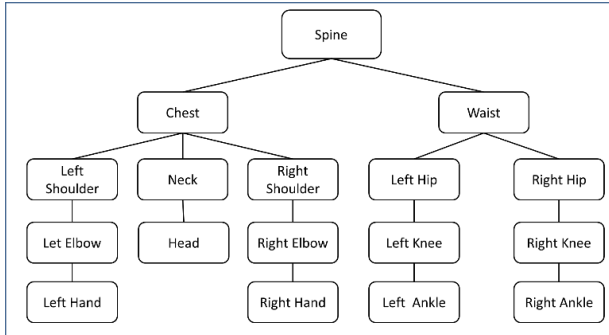 Spine
Chest
Waist
Left
Shoulder
Neck
Right
Shoulder
Left Hip
Right Hip
Let Elbow
Head
Right Elbow
Left Knee
Right Knee
Left Hand
Right Hand
Left Ankle
Right Ankle